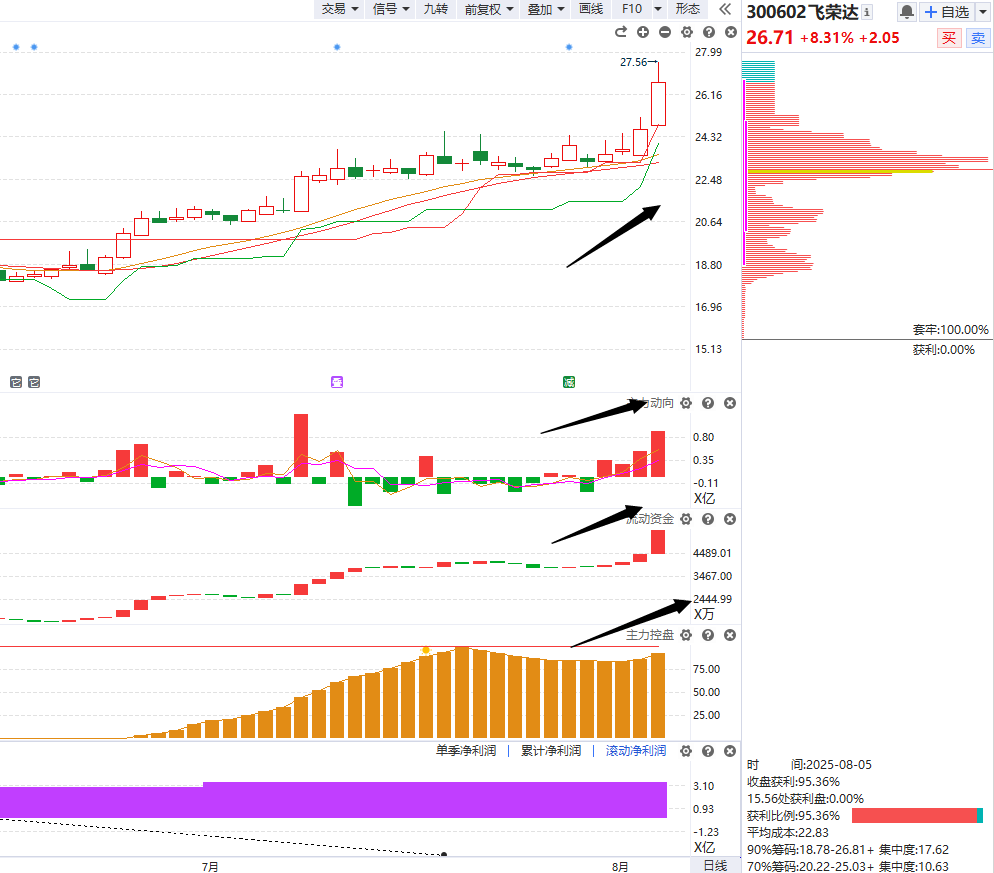 交易 信号 九转 前复权 叠加 画线 F10 形态
300602 飞荣达
自选
26.71 +8.31% +2.05
买 卖
27.99
27.56
26.16
24.32
22.48
20.64
18.80
16.96
15.13
套牢:100.00%
获利:0.00%
减
动向
0.80
0.35
-0.11
X亿
流动资金
4489.01
3467.00
2444.99
X万
主力控盘
75.00
50.00
25.00
单季净利润 | 累计净利润 | 滚动净利润
3.10
0.93
-1.23
X亿
7月 8月 日线
时 间:2025-08-05
收盘获利:95.36%
15.56处获利盘:0.00%
获利比例:95.36%
平均成本:22.83
90%筹码:18.78-26.81+ 集中度:17.62
70%筹码:20.22-25.03+ 集中度:10.63